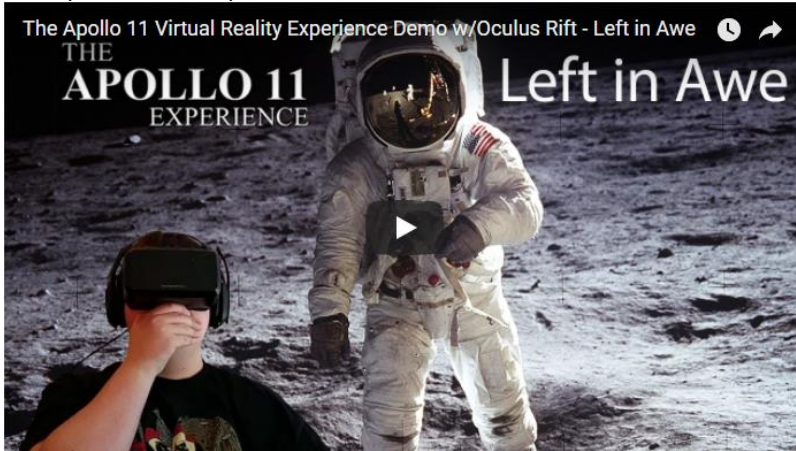 The Apollo 11 Virtual Reality Experience Demo w/Oculus Rift - Left in Awe
THE
APOLLO 11
EXPERIENCE
Left in Awe